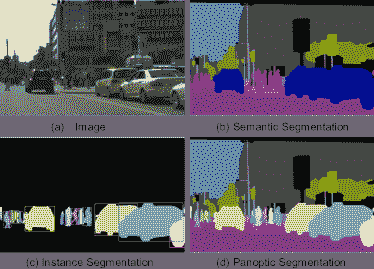 (a) Image
(b) Semantic Segmentation
(c) Instance Segmentation
(d) Panoptic Segmentation